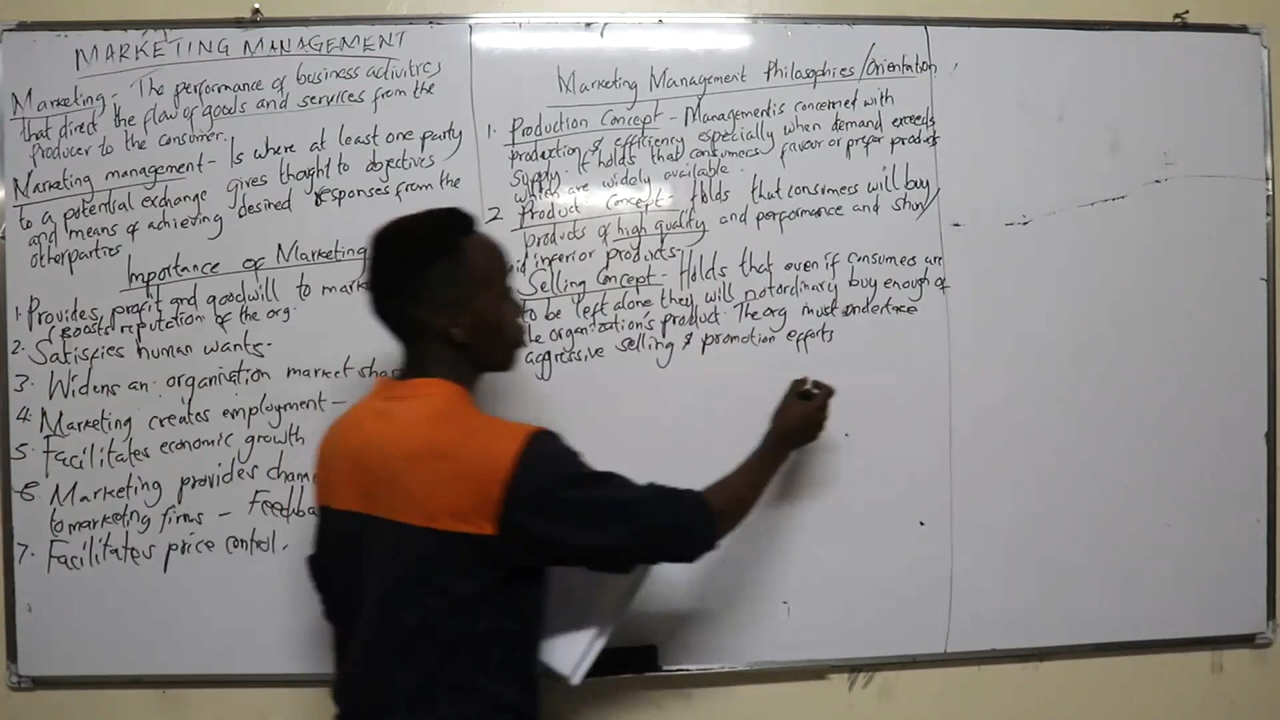 MARKETING MANAGEMENT
Marketing - The performance of business activities
that direct the flow of goods and services from the
producer to the consumer.
Marketing management - Is where at least one party
to a potential exchange gives thought to objectives
and means of achieving desired responses from the
other parties
Importance of Marketing
1. Provides profit and goodwill to
(Boosts reputation of the org.
2. Satisfies human wants.
3. Widens an organisation market
4. Marketing creates employment -
5. Facilitates economic growth
6. Marketing provides
to marketing firms -
7. Facilitates price control.
Marketing Management Philosophies/Orientation
1. Production Concept - Management is concerned with
production & efficiency especially when demand exceeds
supply. It holds that consumers favour or prefer products
which are widely available.
2 Product Concept - Holds that consumers will buy
products of high quality and performance and shun/
inferior products-
Selling Concept - Holds that even if consumers are
to be left alone they will not ordinary buy enough of
organization's product. The org must undertake
aggressive selling & promotion efforts